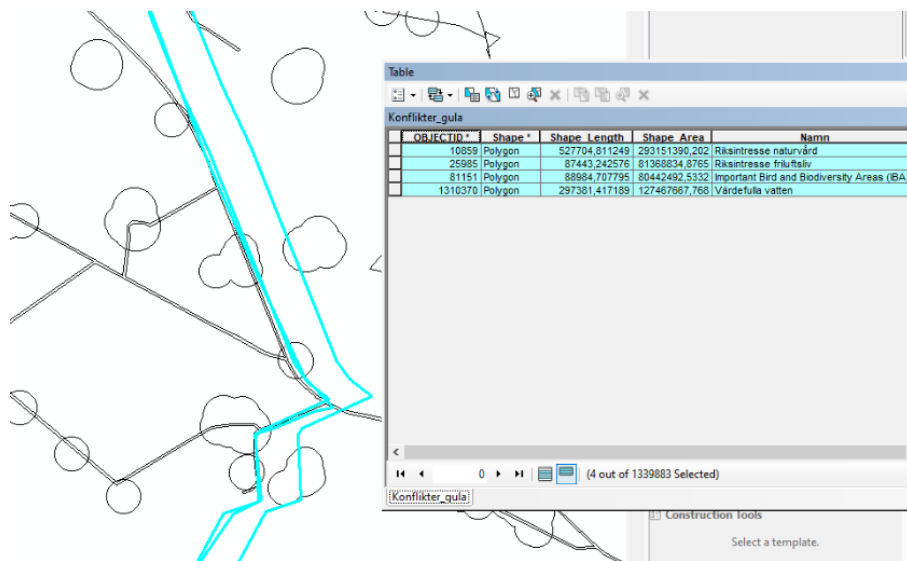 Table
Konflikter_gula
OBJECTID * Shape * Shape_Length Shape_Area Namn
10859 Polygon 527704,811249 293151390,202 Riksintresse naturvård
25985 Polygon 87443,242576 81368834,8765 Riksintresse friluftsliv
81151 Polygon 88984,707795 80442492,5332 Important Bird and Biodiversity Areas (IBA
1310370 Polygon 297381,417189 127467667,768 Värdefulla vatten
0 (4 out of 1339883 Selected)
Konflikter_gula
Construction Tools
Select a template.